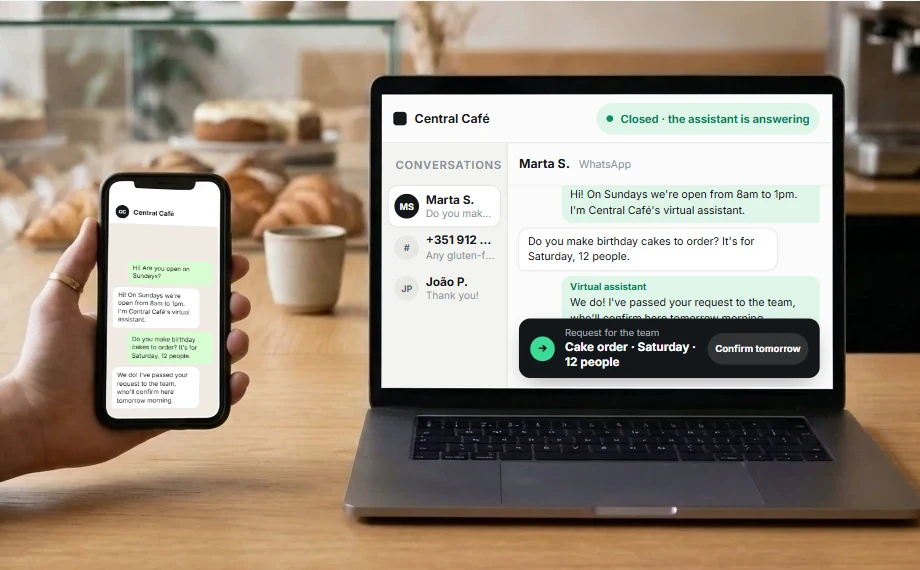 CC
Central Café
Hi! Are you open on
Sundays?
Hi! On Sundays we're
open from 8am to 1pm.
I'm Central Café's virtual
assistant.
Do you make birthday
cakes to order? It's for
Saturday, 12 people.
We do! I've passed your
request to the team,
who'll confirm here
tomorrow morning.
Central Café
Closed · the assistant is answering
CONVERSATIONS
MS
Marta S.
Do you mak...
#
+351 912 ...
Any gluten-f...
JP
João P.
Thank you!
Marta S. WhatsApp
Hi! On Sundays we're open from 8am to 1pm.
I'm Central Café's virtual assistant.
Do you make birthday cakes to order? It's for
Saturday, 12 people.
Virtual assistant
We do! I've passed your request to the team,
who'll confirm here tomorrow morning.
Request for the team
Cake order · Saturday ·
12 people
Confirm tomorrow